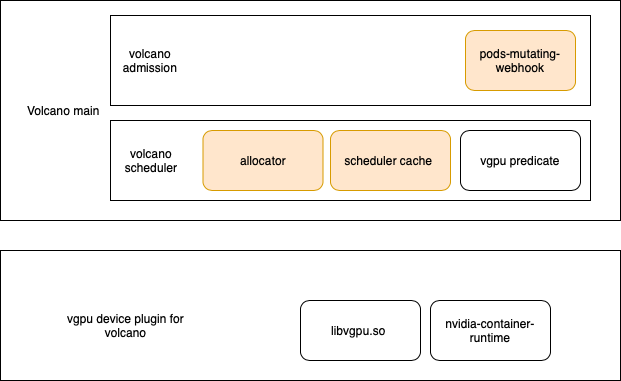 volcano
admission
pods-mutating-
webhook
Volcano main
volcano
scheduler
allocator
scheduler cache
vgpu predicate
vgpu device plugin for
volcano
libvgpu.so
nvidia-container-
runtime